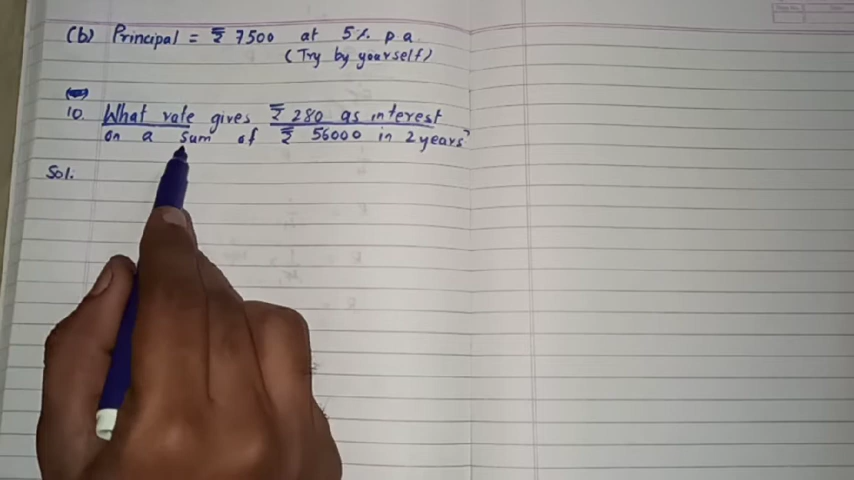 (b) Principal = ₹ 7500 at 5% p a
(Try by yourself)
10. What rate gives ₹ 280 as interest
on a sum of ₹ 56000 in 2 years?
Sol.